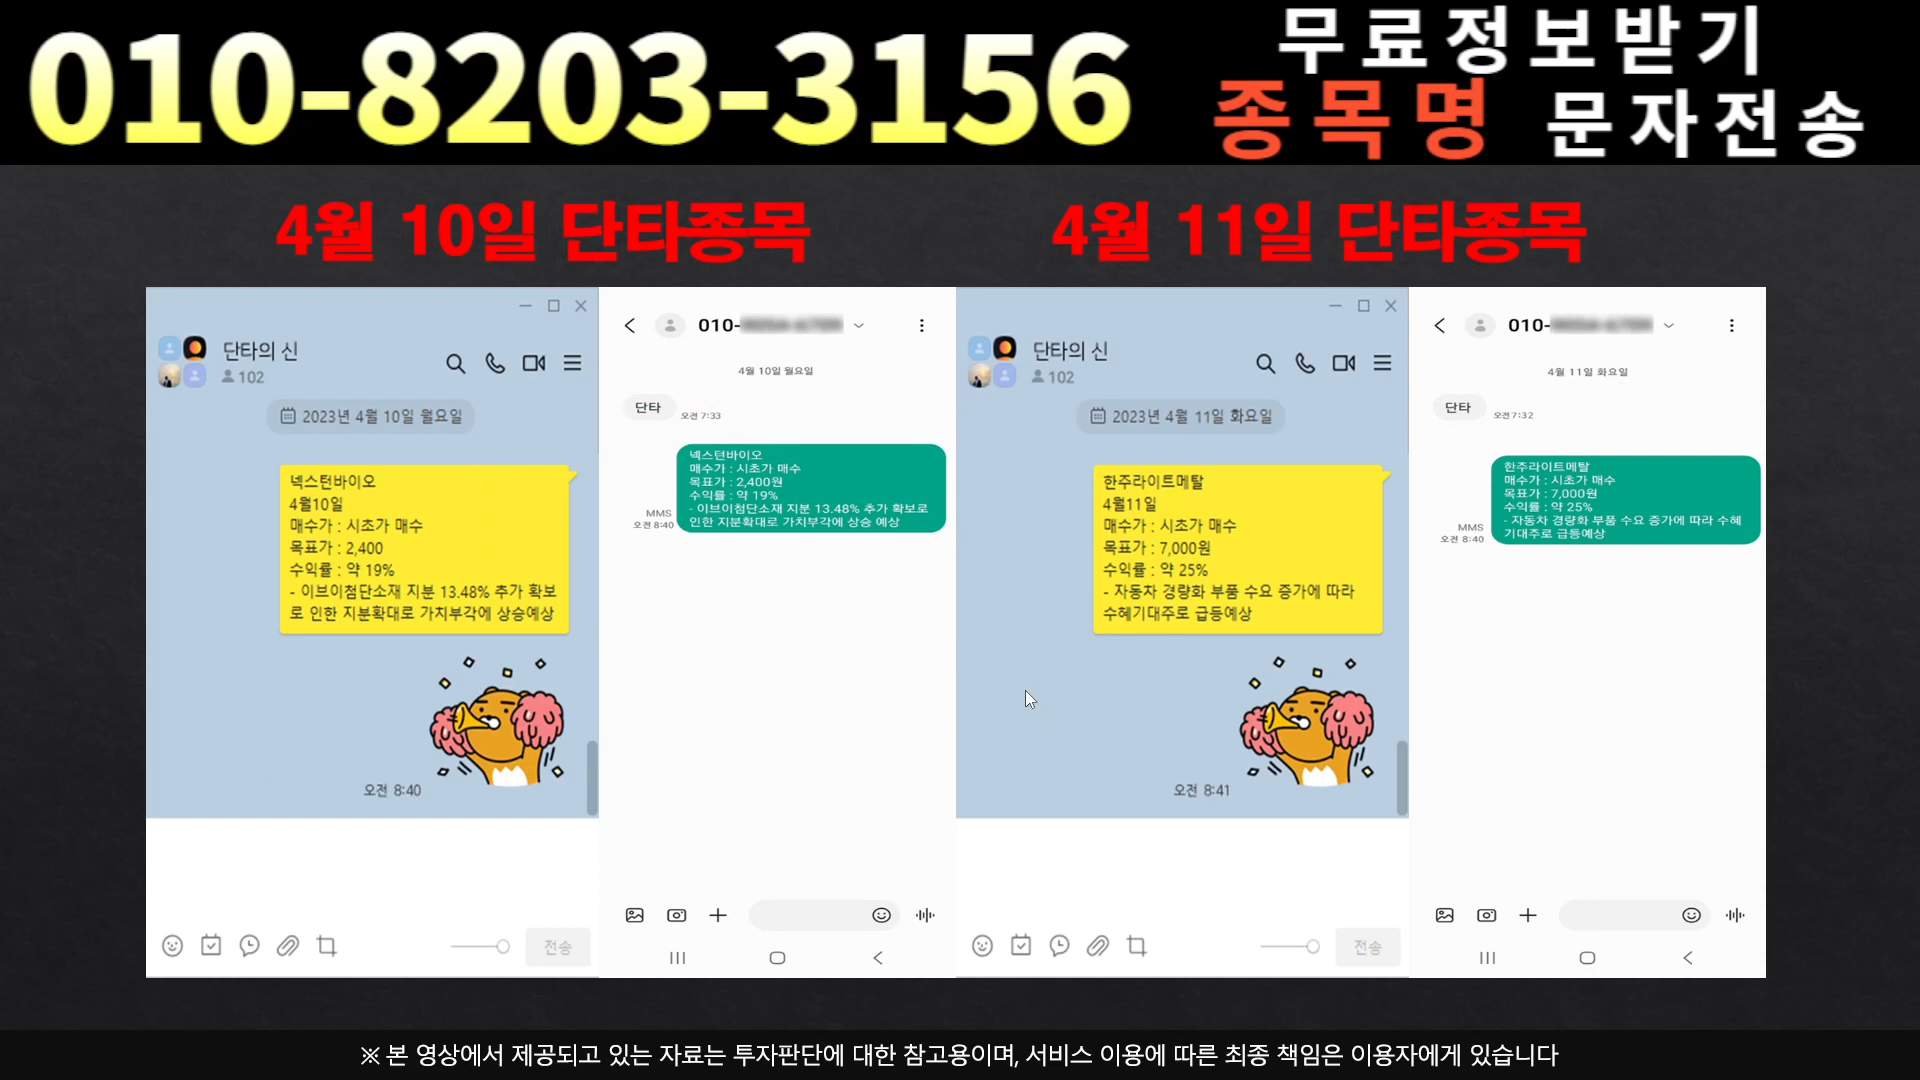 010-8203-3156
무료정보받기
종목명 문자전송
4월 10일 단타종목
4월 11일 단타종목
단타의 신
102
2023년 4월 10일 월요일
넥스턴바이오
4월10일
매수가 : 시초가 매수
목표가 : 2,400
수익률 : 약 19%
- 이브이첨단소재 지분 13.48% 추가 확보
로 인한 지분확대로 가치부각에 상승예상
오전 8:40
전송
010-
4월 10일 월요일
단타
오전 7:33
넥스턴바이오
매수가 : 시초가 매수
목표가 : 2,400원
수익률 : 약 19%
- 이브이첨단소재 지분 13.48% 추가 확보로
인한 지분확대로 가치부각에 상승 예상
MMS
오전 8:40
단타의 신
102
2023년 4월 11일 화요일
한주라이트메탈
4월11일
매수가 : 시초가 매수
목표가 : 7,000원
수익률 : 약 25%
- 자동차 경량화 부품 수요 증가에 따라
수혜기대주로 급등예상
오전 8:41
전송
010-
4월 11일 화요일
단타
오전 7:32
한주라이트메탈
매수가 : 시초가 매수
목표가 : 7,000원
수익률 : 약 25%
- 자동차 경량화 부품 수요 증가에 따라 수혜
기대주로 급등예상
MMS
오전 8:40
※ 본 영상에서 제공되고 있는 자료는 투자판단에 대한 참고용이며, 서비스 이용에 따른 최종 책임은 이용자에게 있습니다